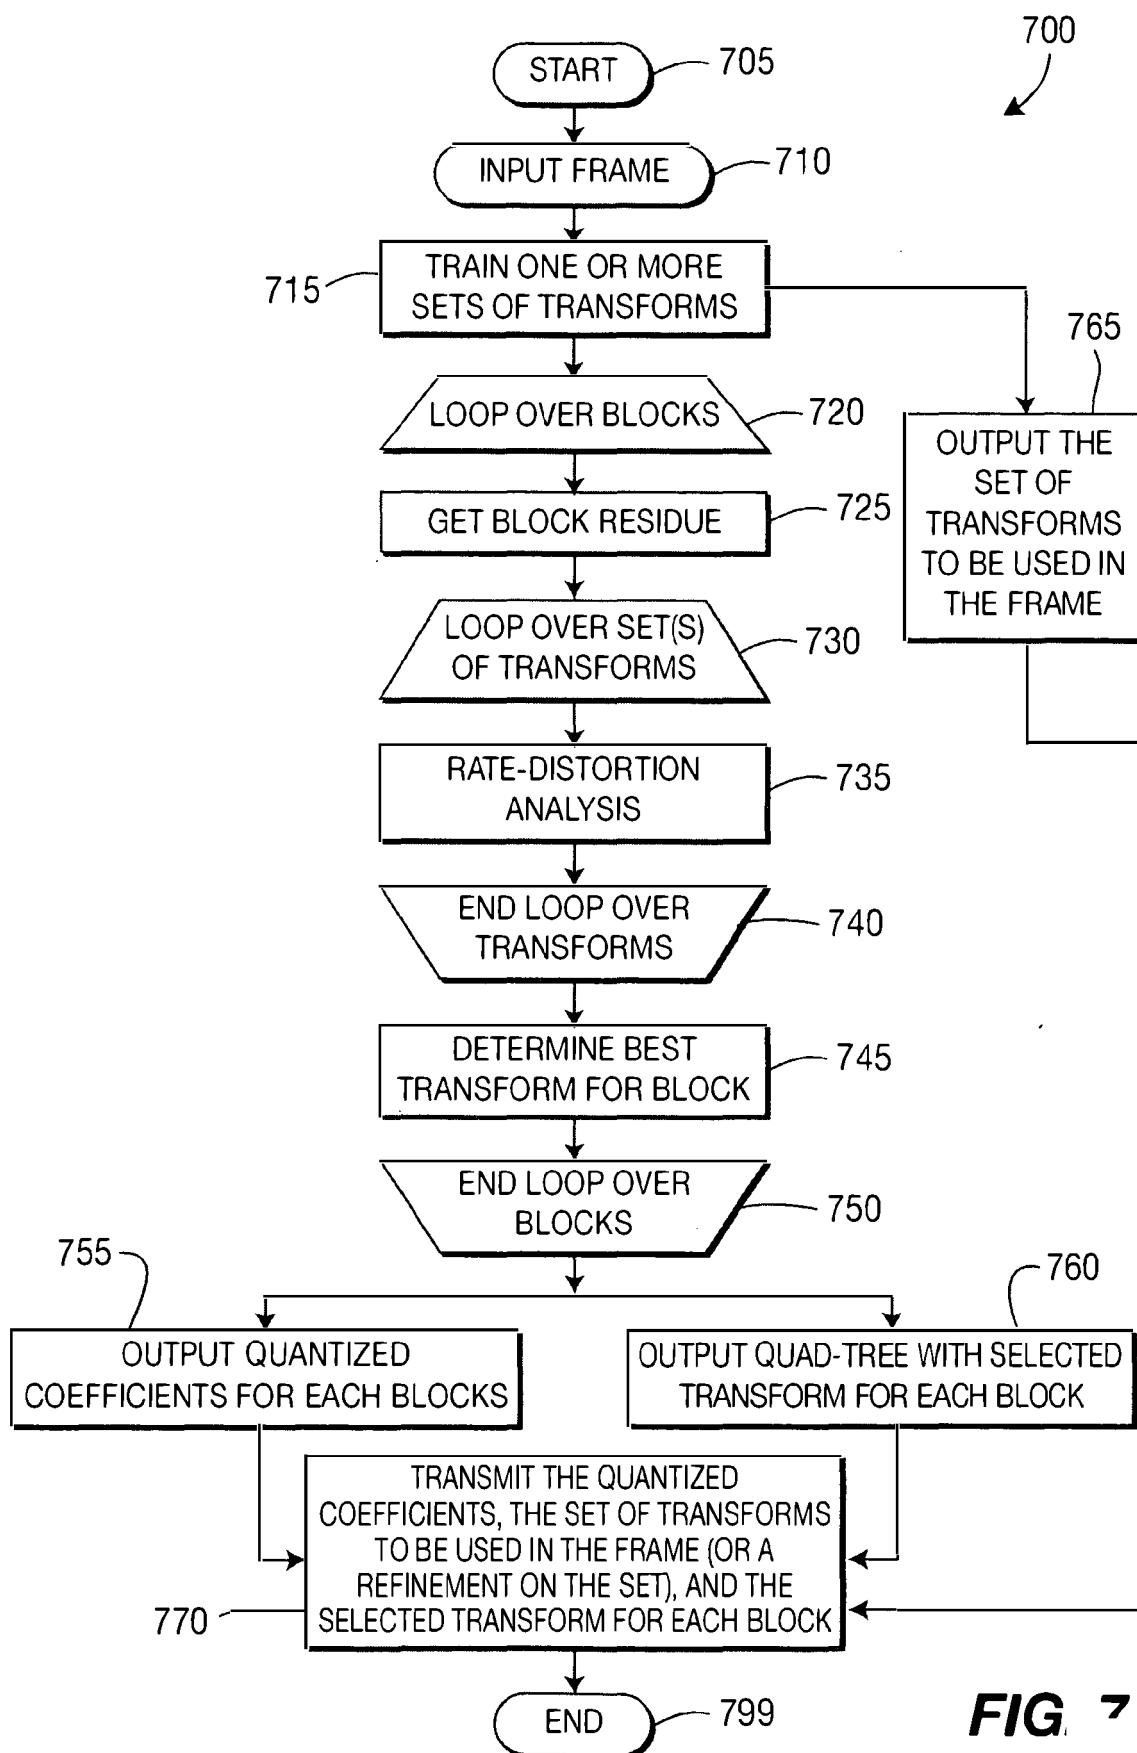 700
START
705
INPUT FRAME
710
715
TRAIN ONE OR MORE
SETS OF TRANSFORMS
765
LOOP OVER BLOCKS
720
OUTPUT THE
SET OF
TRANSFORMS
TO BE USED IN
THE FRAME
GET BLOCK RESIDUE
725
LOOP OVER SET(S)
OF TRANSFORMS
730
RATE-DISTORTION
ANALYSIS
735
END LOOP OVER
TRANSFORMS
740
DETERMINE BEST
TRANSFORM FOR BLOCK
745
END LOOP OVER
BLOCKS
750
755
OUTPUT QUANTIZED
COEFFICIENTS FOR EACH BLOCKS
760
OUTPUT QUAD-TREE WITH SELECTED
TRANSFORM FOR EACH BLOCK
TRANSMIT THE QUANTIZED
COEFFICIENTS, THE SET OF TRANSFORMS
TO BE USED IN THE FRAME (OR A
REFINEMENT ON THE SET), AND THE
SELECTED TRANSFORM FOR EACH BLOCK
770
END
799
FIG. 7